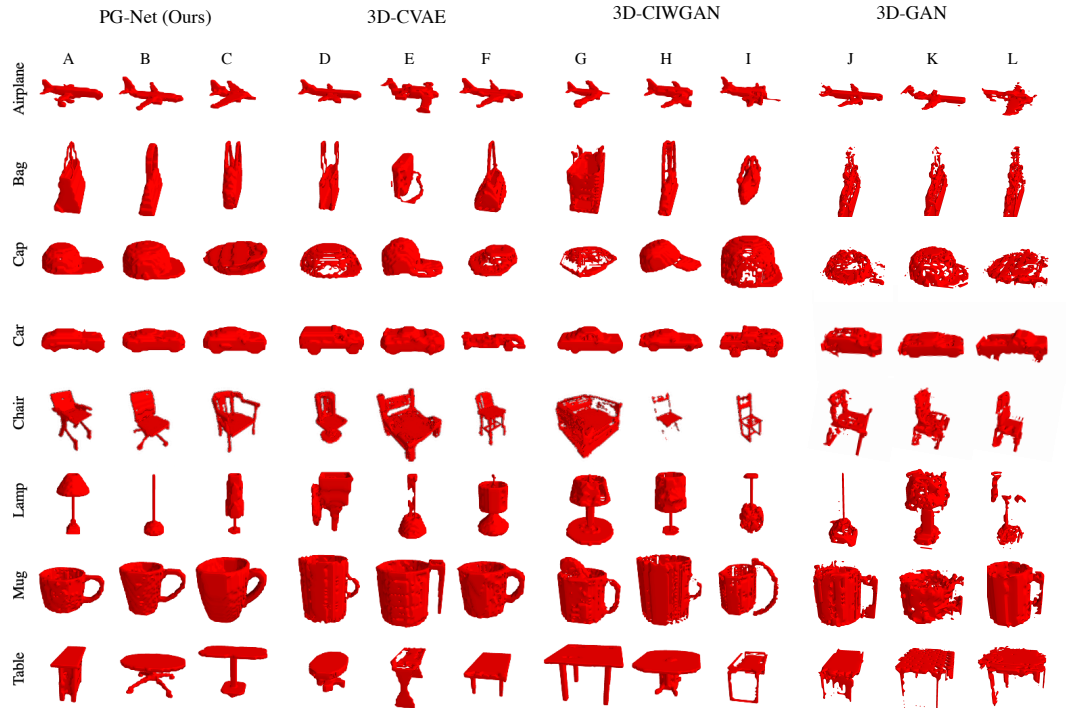 PG-Net (Ours) 3D-CVAE 3D-CIWGAN 3D-GAN
A B C D E F G H I J K L
Airplane
Bag
Cap
Car
Chair
Lamp
Mug
Table